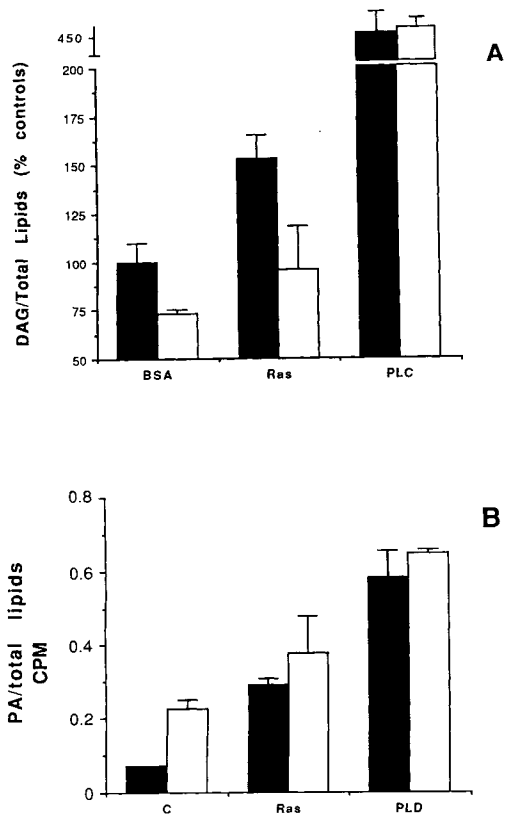 A
DAG/Total Lipids (% controls)
450
200
175
150
125
100
75
50
BSA Ras PLC
B
PA/total lipids
CPM
0.8
0.6
0.4
0.2
0
C Ras PLD